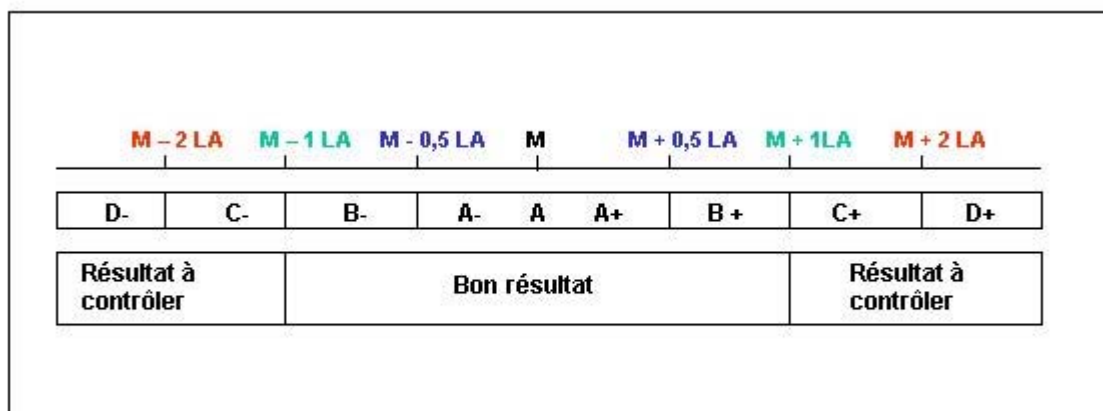 M – 2 LA M – 1 LA M - 0,5 LA M M + 0,5 LA M + 1LA M + 2 LA
D- C- B- A- A A+ B + C+ D+
Résultat à contrôler Bon résultat Résultat à contrôler